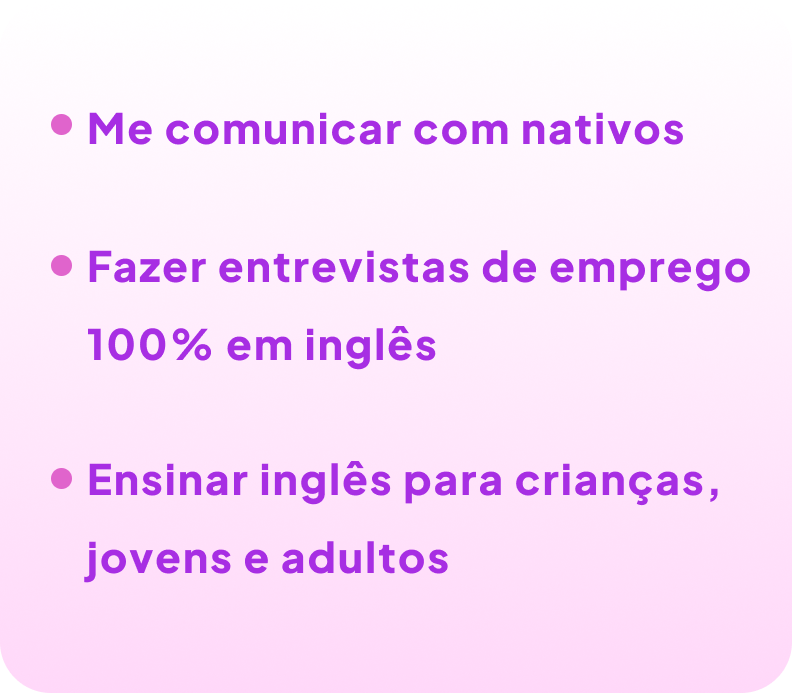 Me comunicar com nativos
Fazer entrevistas de emprego
100% em inglês
Ensinar inglês para crianças,
jovens e adultos